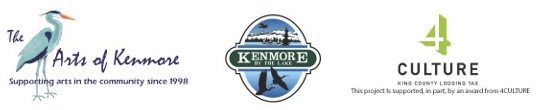 The
Arts of Kenmore
Supporting arts in the community since 1998
KENMORE
BY THE LAKE
4
CULTURE
KING COUNTY LODGING TAX
This project Is supported, in part, by an award from 4CULTURE